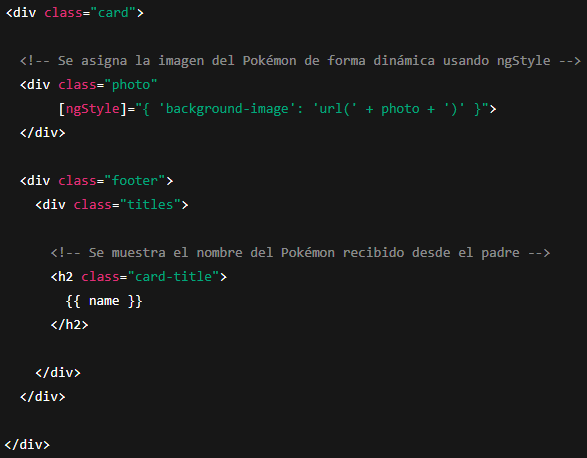 <div class="card">
<!-- Se asigna la imagen del Pokémon de forma dinámica usando ngStyle -->
<div class="photo"
[ngStyle]="{ 'background-image': 'url(' + photo + ')' }">
</div>
<div class="footer">
<div class="titles">
<!-- Se muestra el nombre del Pokémon recibido desde el padre -->
<h2 class="card-title">
{{ name }}
</h2>
</div>
</div>
</div>